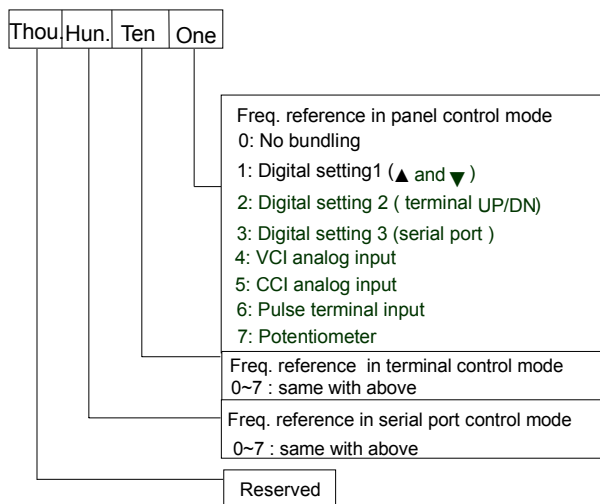 Thou. Hun. Ten One
Freq. reference in panel control mode
0: No bundling
1: Digital setting1 (▲ and ▼ )
2: Digital setting 2 ( terminal UP/DN)
3: Digital setting 3 (serial port )
4: VCI analog input
5: CCI analog input
6: Pulse terminal input
7: Potentiometer
Freq. reference in terminal control mode
0~7 : same with above
Freq. reference in serial port control mode
0~7 : same with above
Reserved